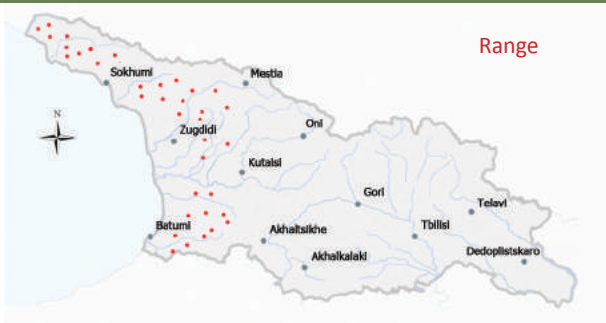 Range
Sokhumi
Mestia
N
Zugdidi
Oni
Kutaisi
Gori
Telavi
Batumi
Akhaltsikhe
Tbilisi
Akhalkalaki
Dedoplistskaro